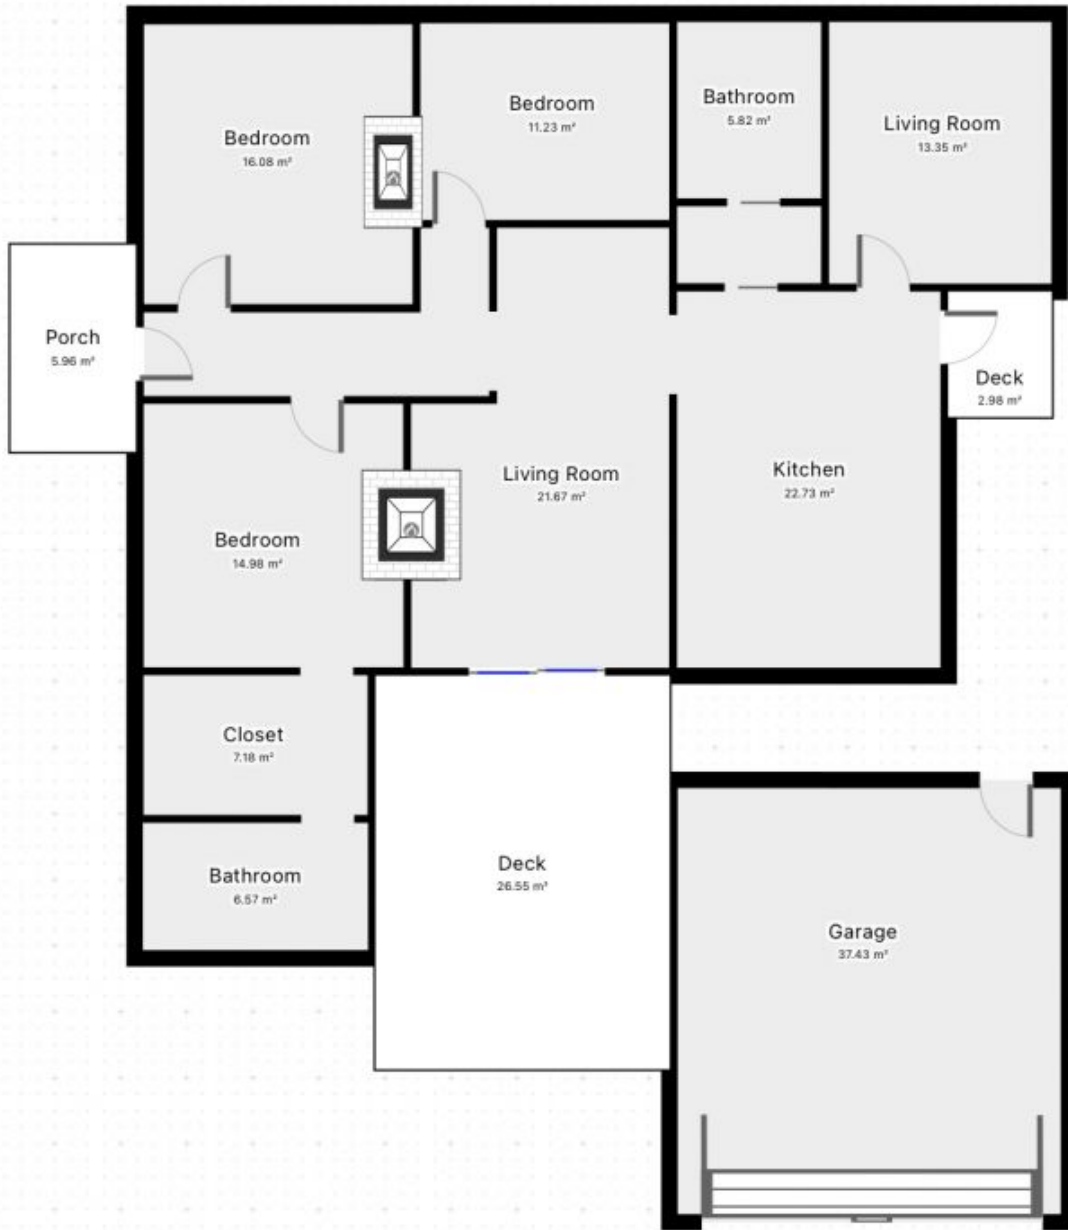 Bedroom
16.08 m²
Bedroom
11.23 m²
Bathroom
5.82 m²
Living Room
13.35 m²
Porch
5.96 m²
Deck
2.98 m²
Living Room
21.67 m²
Kitchen
22.73 m²
Bedroom
14.98 m²
Closet
7.18 m²
Bathroom
6.57 m²
Deck
26.55 m²
Garage
37.43 m²